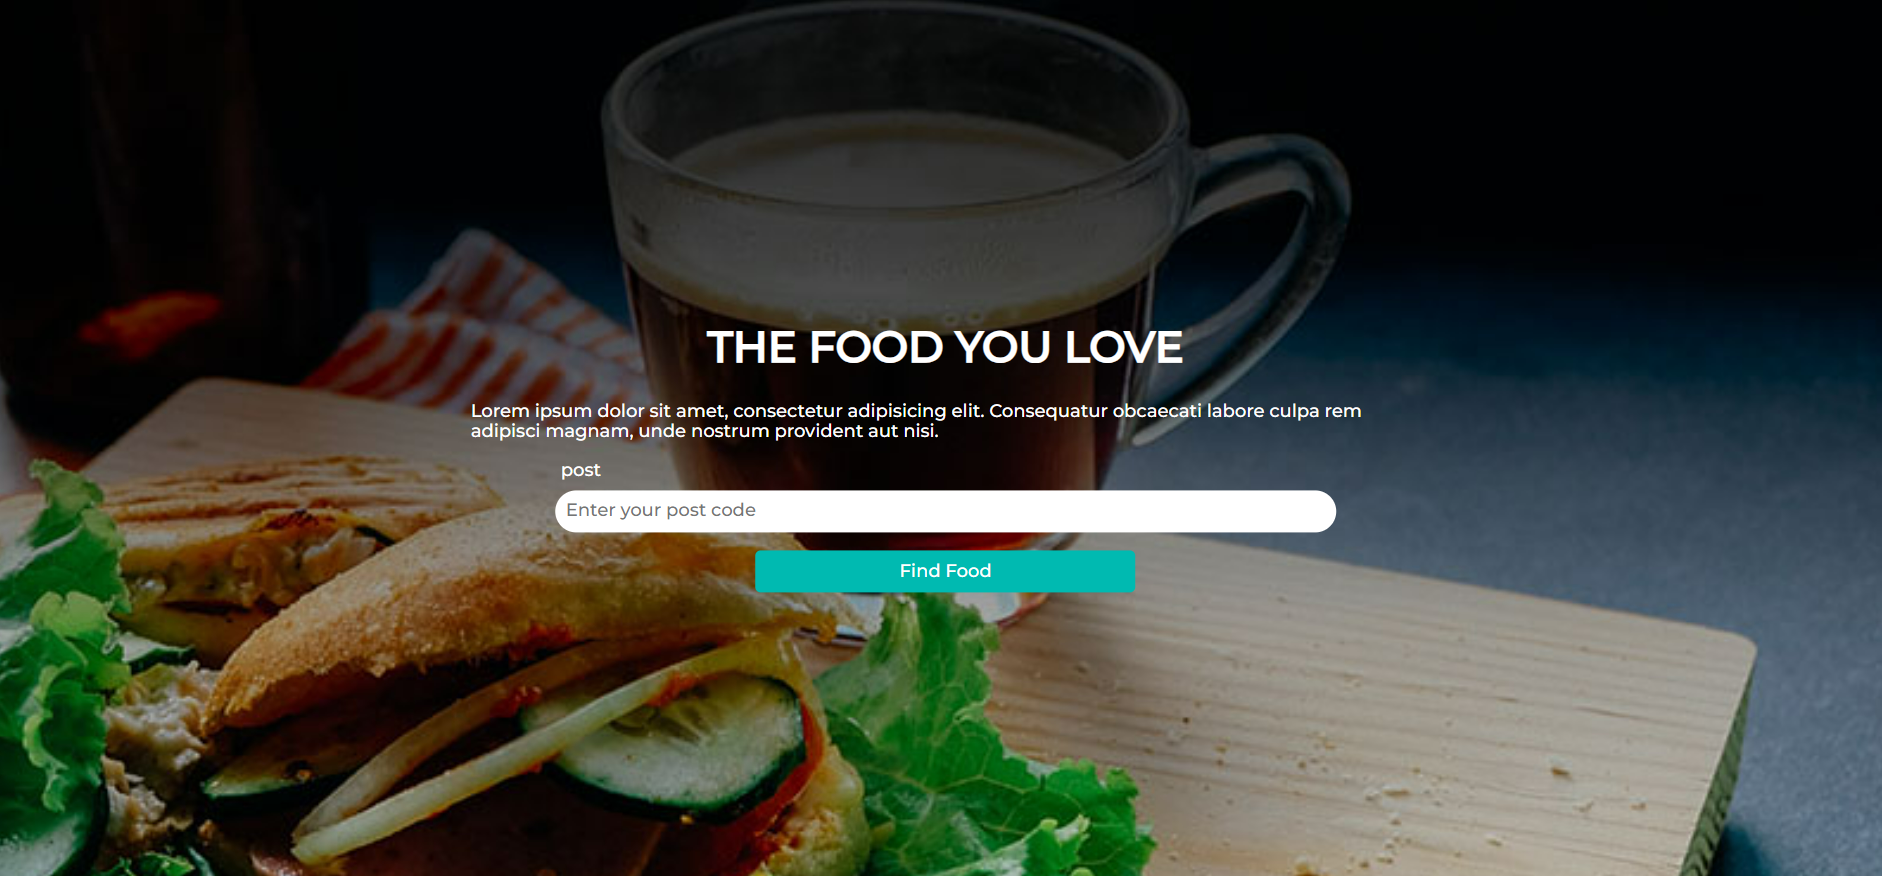 THE FOOD YOU LOVE
Lorem ipsum dolor sit amet, consectetur adipisicing elit. Consequatur obcaecati labore culpa rem
adipisci magnam, unde nostrum provident aut nisi.
post
Enter your post code
Find Food